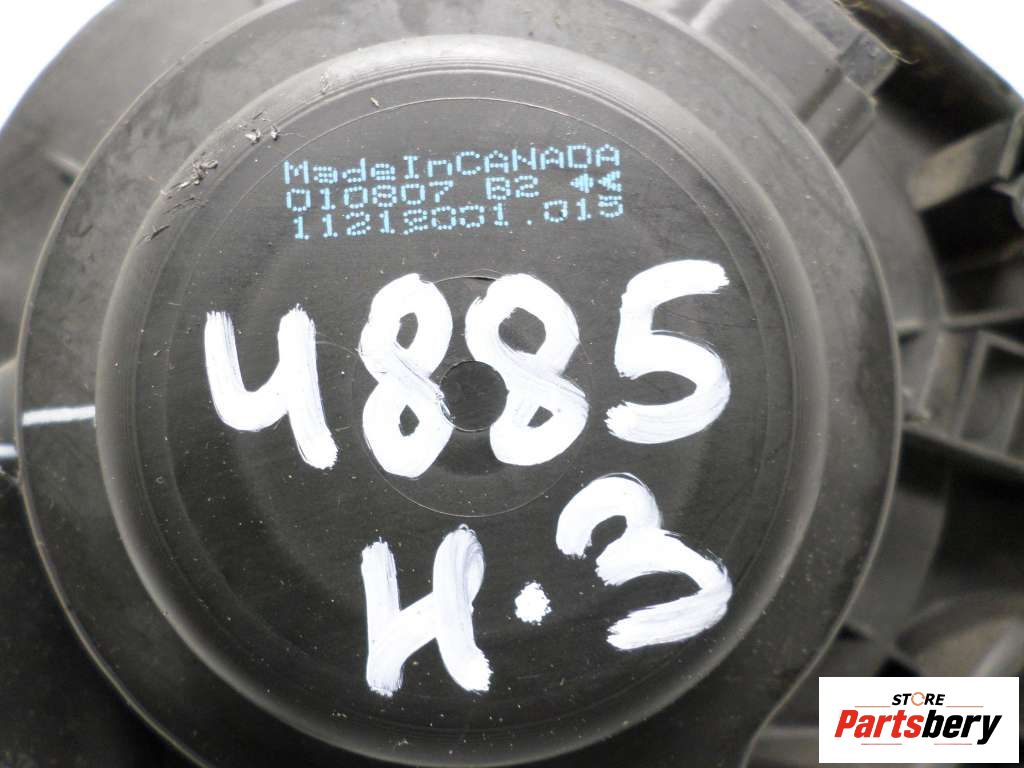 MadeInCANADA
010807 B2
11212001.015
4885
И·3
STORE
Partsbery